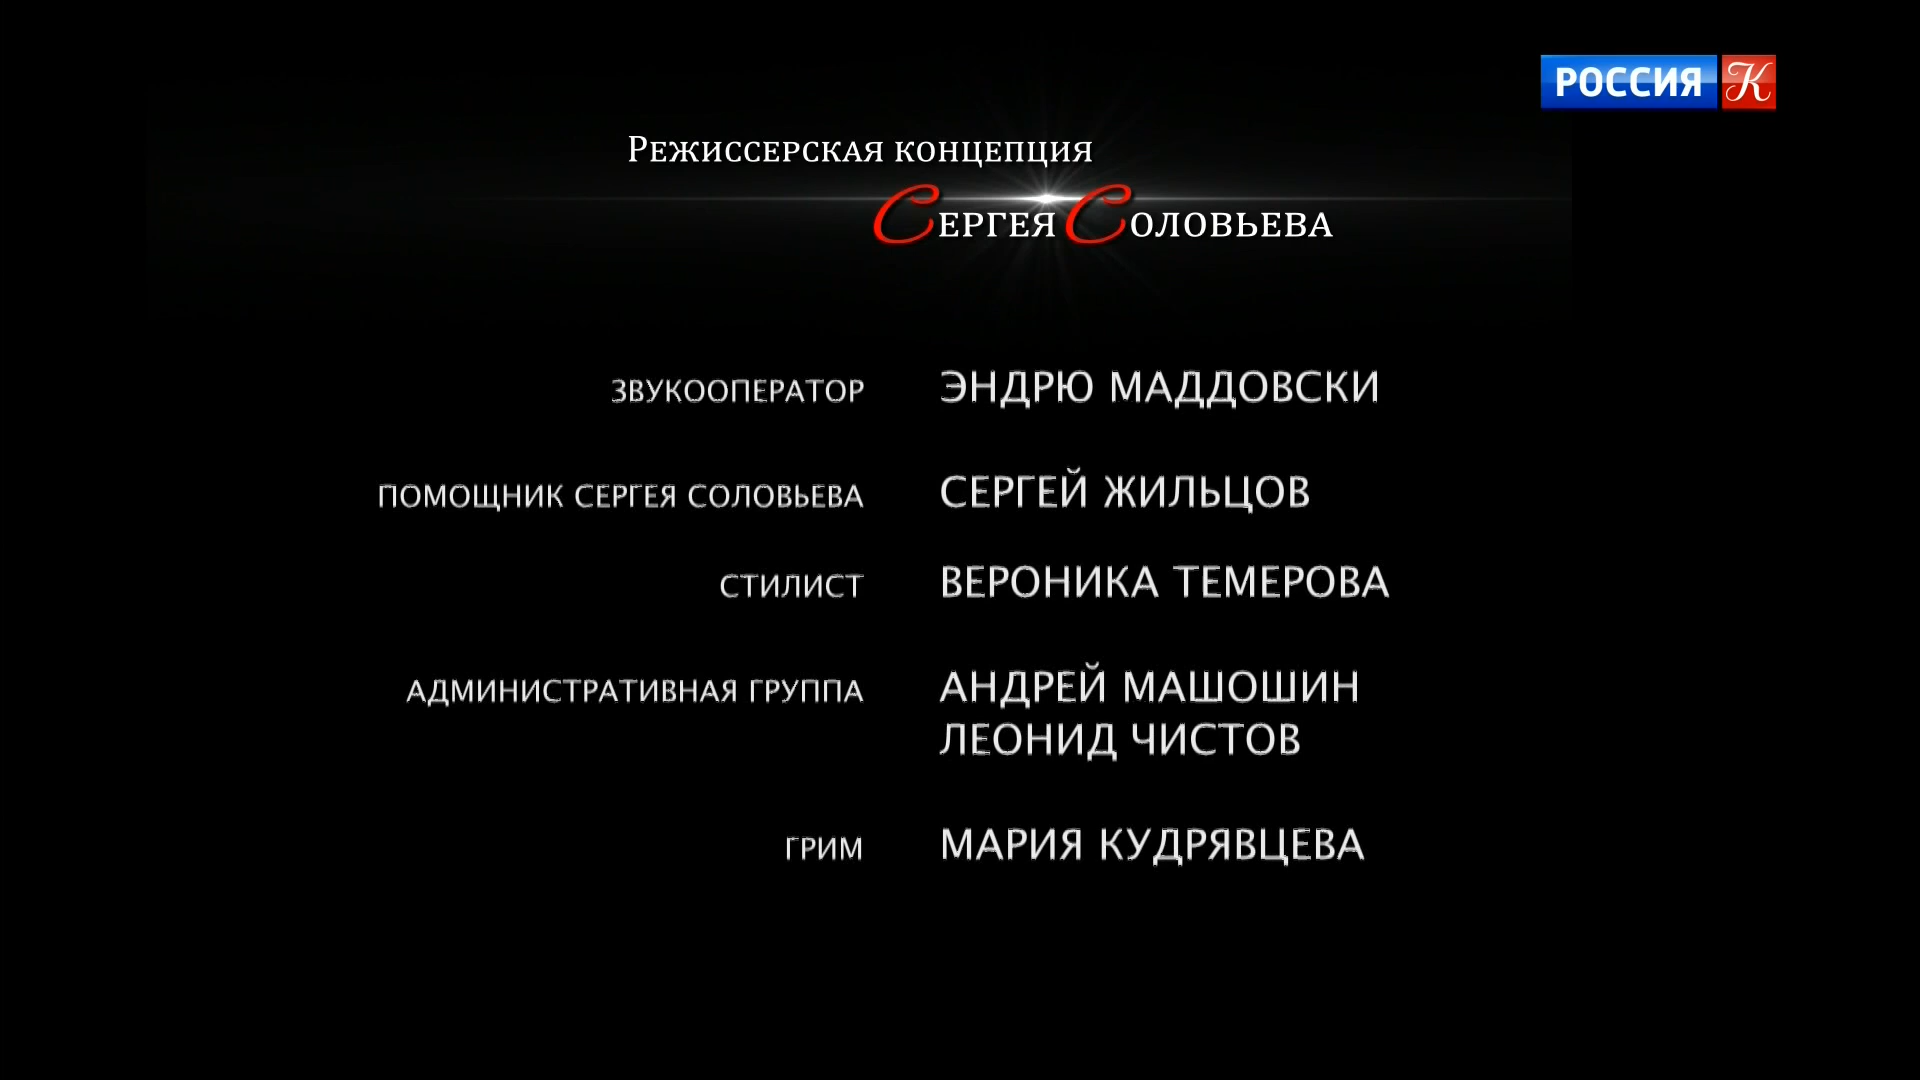 РОССИЯ К
Режиссерская концепция
Сергея Соловьева
ЗВУКООПЕРАТОР ЭНДРЮ МАДДОВСКИ
ПОМОЩНИК СЕРГЕЯ СОЛОВЬЕВА СЕРГЕЙ ЖИЛЬЦОВ
СТИЛИСТ ВЕРОНИКА ТЕМЕРОВА
АДМИНИСТРАТИВНАЯ ГРУППА АНДРЕЙ МАШОШИН
ЛЕОНИД ЧИСТОВ
ГРИМ МАРИЯ КУДРЯВЦЕВА